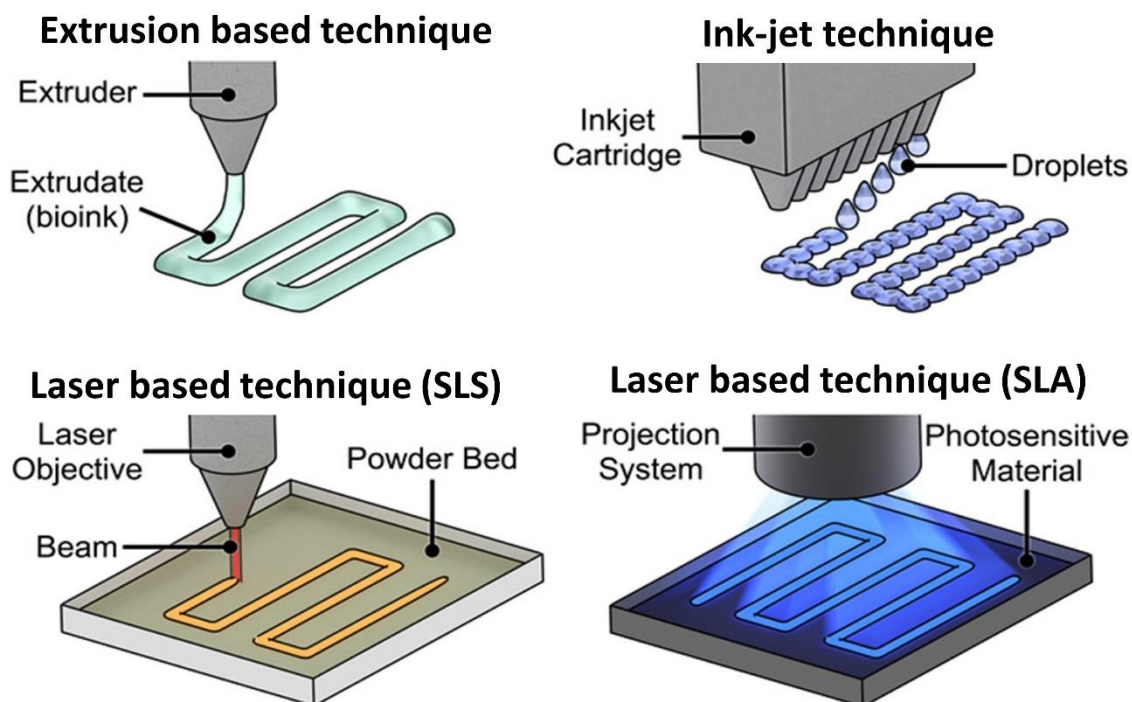 Extrusion based technique
Extruder
Extrudate
(bioink)
Ink-jet technique
Inkjet
Cartridge
Droplets
Laser based technique (SLS)
Laser
Objective
Powder Bed
Beam
Laser based technique (SLA)
Projection
System
Photosensitive
Material